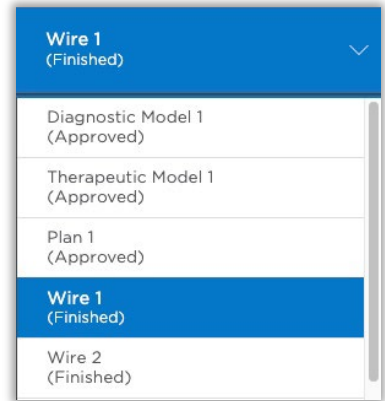 Wire 1
(Finished)
Diagnostic Model 1
(Approved)
Therapeutic Model 1
(Approved)
Plan 1
(Approved)
Wire 1
(Finished)
Wire 2
(Finished)